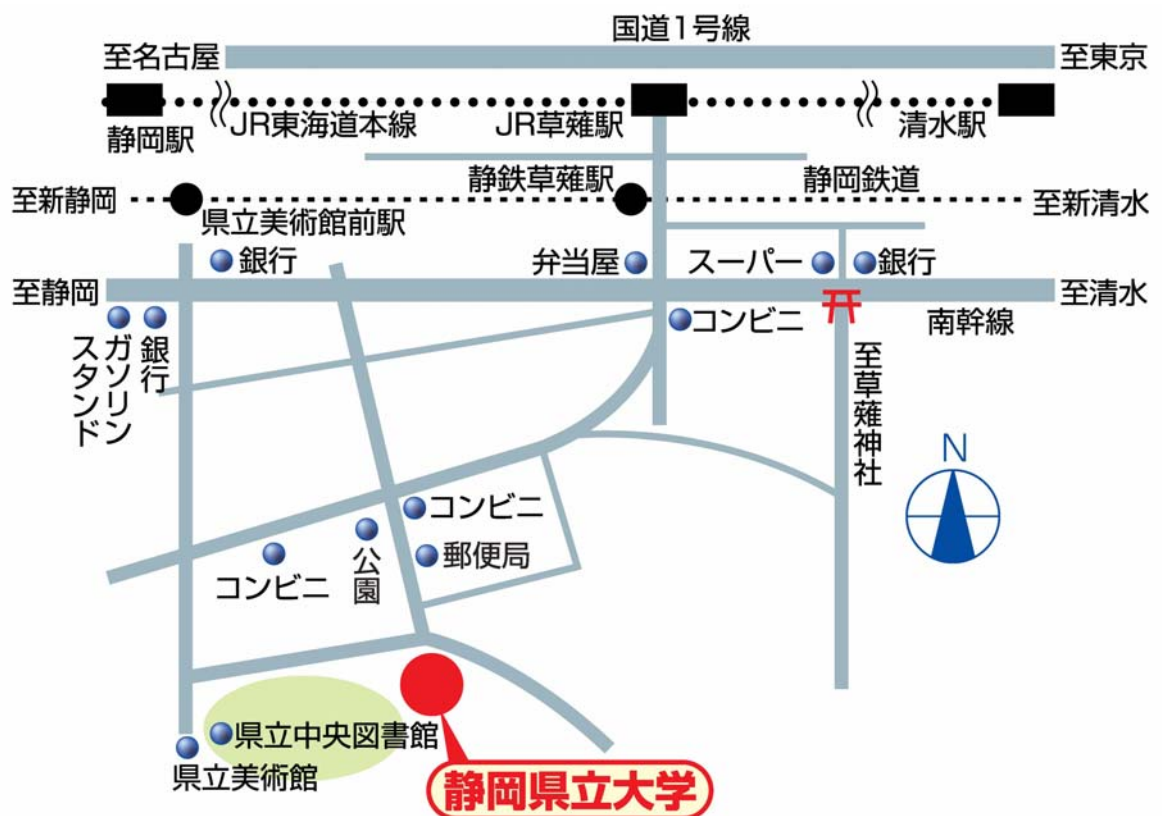 国道1号線
至名古屋
至東京
静岡駅
JR東海道本線
JR草薙駅
清水駅
静鉄草薙駅
静岡鉄道
至新静岡
至新清水
県立美術館前駅
銀行
弁当屋
スーパー
銀行
至静岡
至清水
コンビニ
南幹線
ガソリン
スタンド
銀行
至草薙神社
N
コンビニ
郵便局
公園
コンビニ
県立中央図書館
県立美術館
静岡県立大学